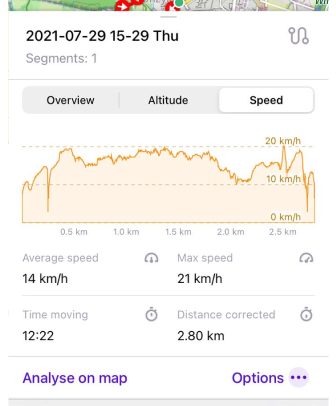 2021-07-29 15-29 Thu
Segments: 1
Overview Altitude Speed
20 km/h
10 km/h
0 km/h
0.5 km 1.0 km 1.5 km 2.0 km 2.5 km
Average speed Max speed
14 km/h 21 km/h
Time moving Distance corrected
12:22 2.80 km
Analyse on map Options